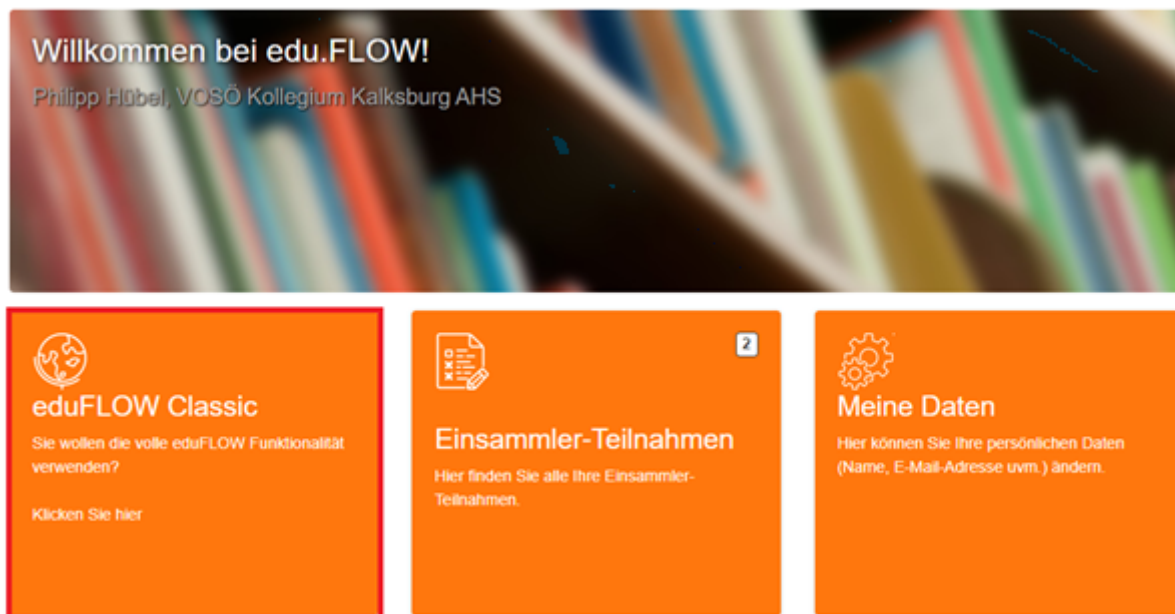 Willkommen bei edu.FLOW!
Philipp Hübel, VOSÖ Kollegium Kalksburg AHS
eduFLOW Classic
Sie wollen die volle eduFLOW Funktionalität
verwenden?
Klicken Sie hier
2
Einsammler-Teilnahmen
Hier finden Sie alle Ihre Einsammler-
Teilnahmen.
Meine Daten
Hier können Sie Ihre persönlichen Daten
(Name, E-Mail-Adresse uvm.) ändern.